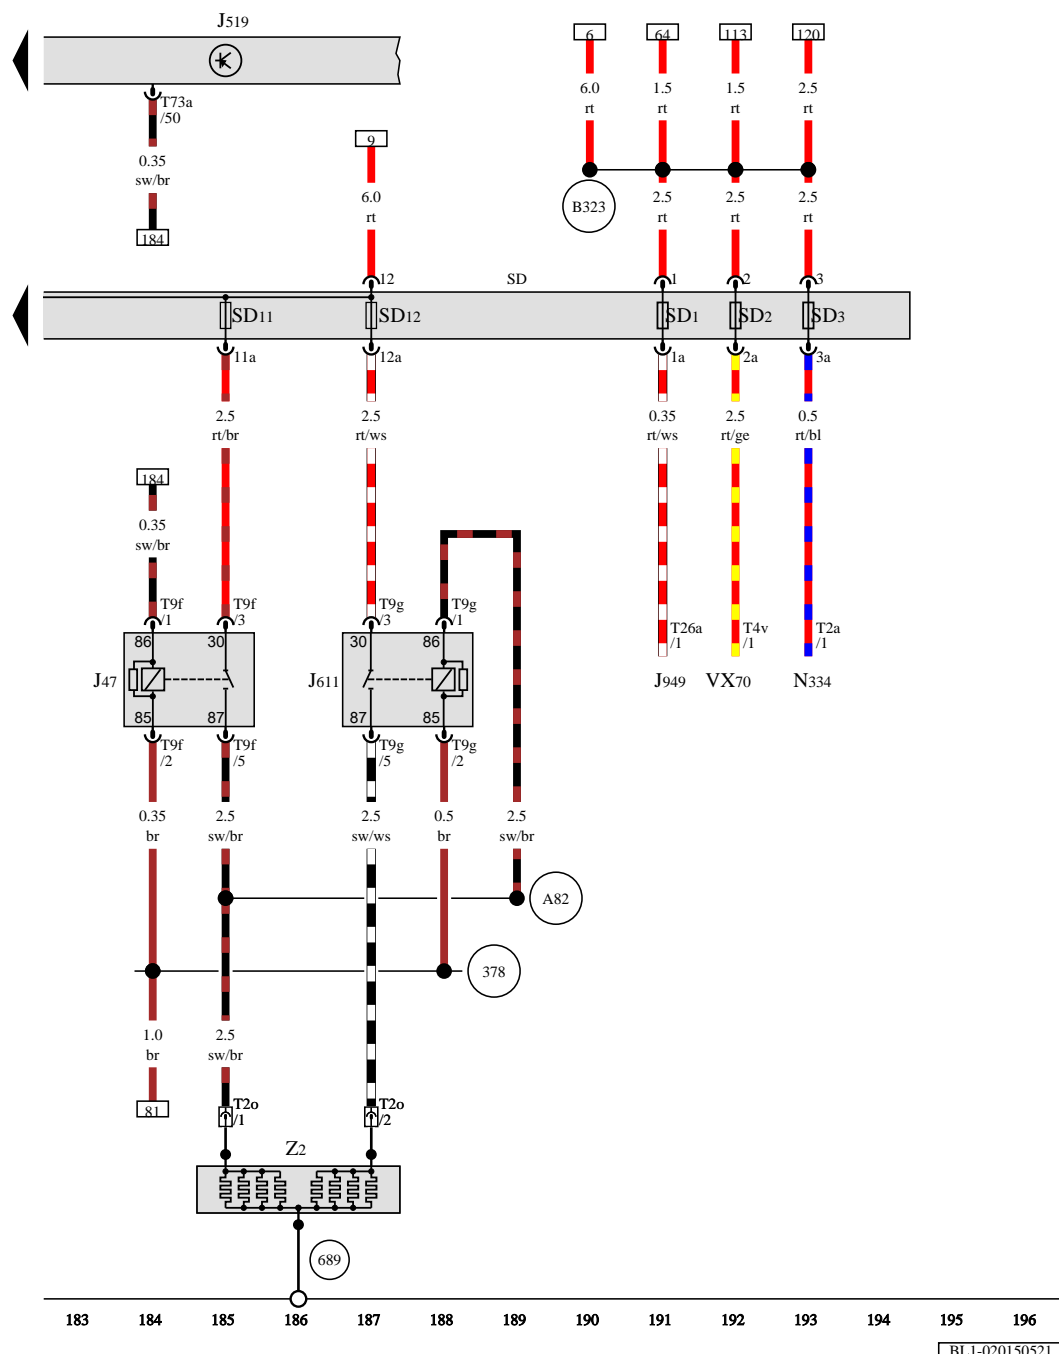 J519
6 64 113 120
6.0 1.5 1.5 2.5
rt rt rt rt
T73a
/50
9
0.35
sw/br
6.0
rt
B323
2.5 2.5 2.5
rt rt rt
184
12 SD 1 2 3
SD11 SD12 SD1 SD2 SD3
11a 12a 1a 2a 3a
2.5 2.5 0.35 2.5 0.5
rt/br rt/ws rt/ws rt/ge rt/bl
184
0.35
sw/br
T9f T9f T9g T9g
/1 /3 /3 /1
T26a T4v T2a
/1 /1 /1
86 30 30 86
J47 J611 J949 VX70 N334
85 87 87 85
T9f T9f T9g T9g
/2 /5 /5 /2
0.35 2.5 2.5 0.5 2.5
br sw/br sw/ws br sw/br
A82
378
1.0 2.5
br sw/br
81
T2o T2o
/1 /2
Z2
689
183 184 185 186 187 188 189 190 191 192 193 194 195 196
BL1-020150521